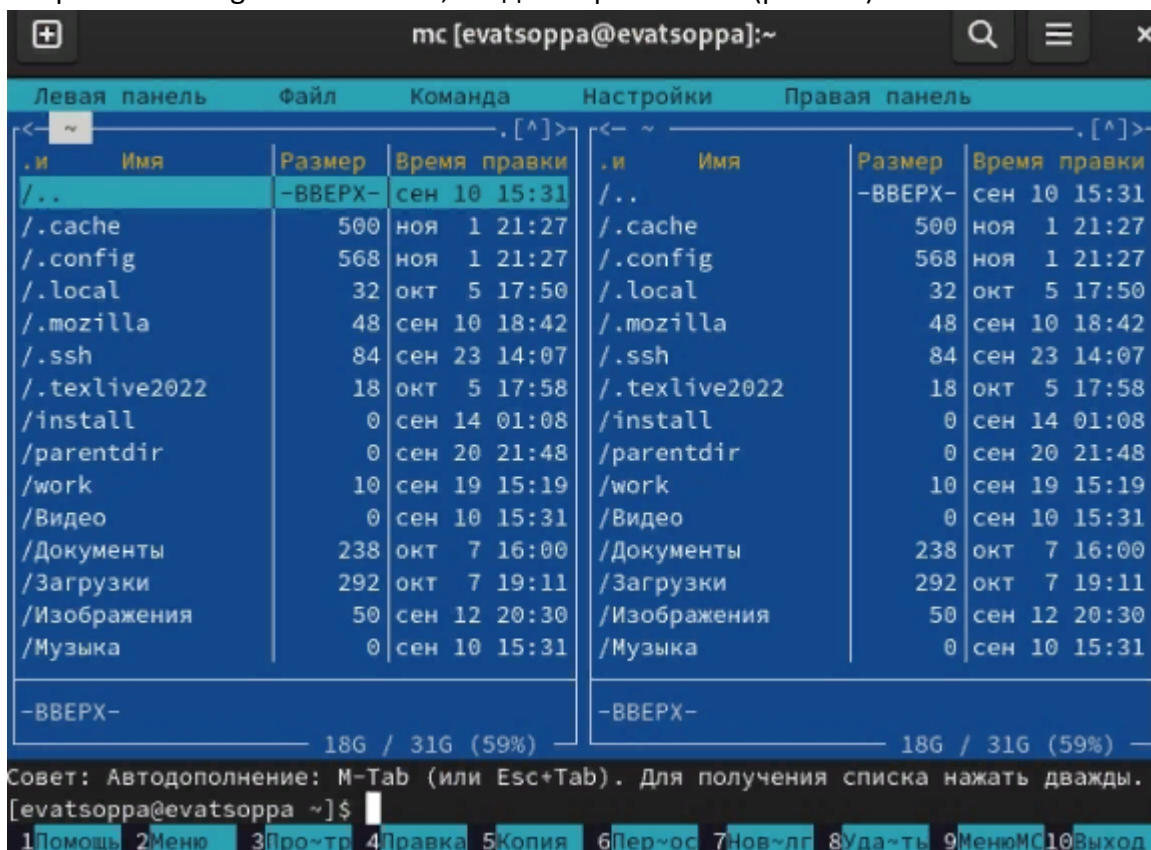 mc [evatsoppa@evatsoppa]:~
Левая панель Файл Команда Настройки Правая панель
<— ~ .[^]> <— ~ .[^]>
.и Имя Размер Время правки .и Имя Размер Время правки
/.. -ВВЕРХ- сен 10 15:31 /.. -ВВЕРХ- сен 10 15:31
/.cache 500 ноя 1 21:27 /.cache 500 ноя 1 21:27
/.config 568 ноя 1 21:27 /.config 568 ноя 1 21:27
/.local 32 окт 5 17:50 /.local 32 окт 5 17:50
/.mozilla 48 сен 10 18:42 /.mozilla 48 сен 10 18:42
/.ssh 84 сен 23 14:07 /.ssh 84 сен 23 14:07
/.texlive2022 18 окт 5 17:58 /.texlive2022 18 окт 5 17:58
/install 0 сен 14 01:08 /install 0 сен 14 01:08
/parentdir 0 сен 20 21:48 /parentdir 0 сен 20 21:48
/work 10 сен 19 15:19 /work 10 сен 19 15:19
/Видео 0 сен 10 15:31 /Видео 0 сен 10 15:31
/Документы 238 окт 7 16:00 /Документы 238 окт 7 16:00
/Загрузки 292 окт 7 19:11 /Загрузки 292 окт 7 19:11
/Изображения 50 сен 12 20:30 /Изображения 50 сен 12 20:30
/Музыка 0 сен 10 15:31 /Музыка 0 сен 10 15:31
-ВВЕРХ- -ВВЕРХ-
18G / 31G (59%) 18G / 31G (59%)
Совет: Автодополнение: M-Tab (или Esc+Tab). Для получения списка нажать дважды.
[evatsoppa@evatsoppa ~]$
1Помощь 2Меню 3Про~тр 4Правка 5Копия 6Пер~ос 7Нов~лг 8Уда~ть 9МенюMC 10Выход